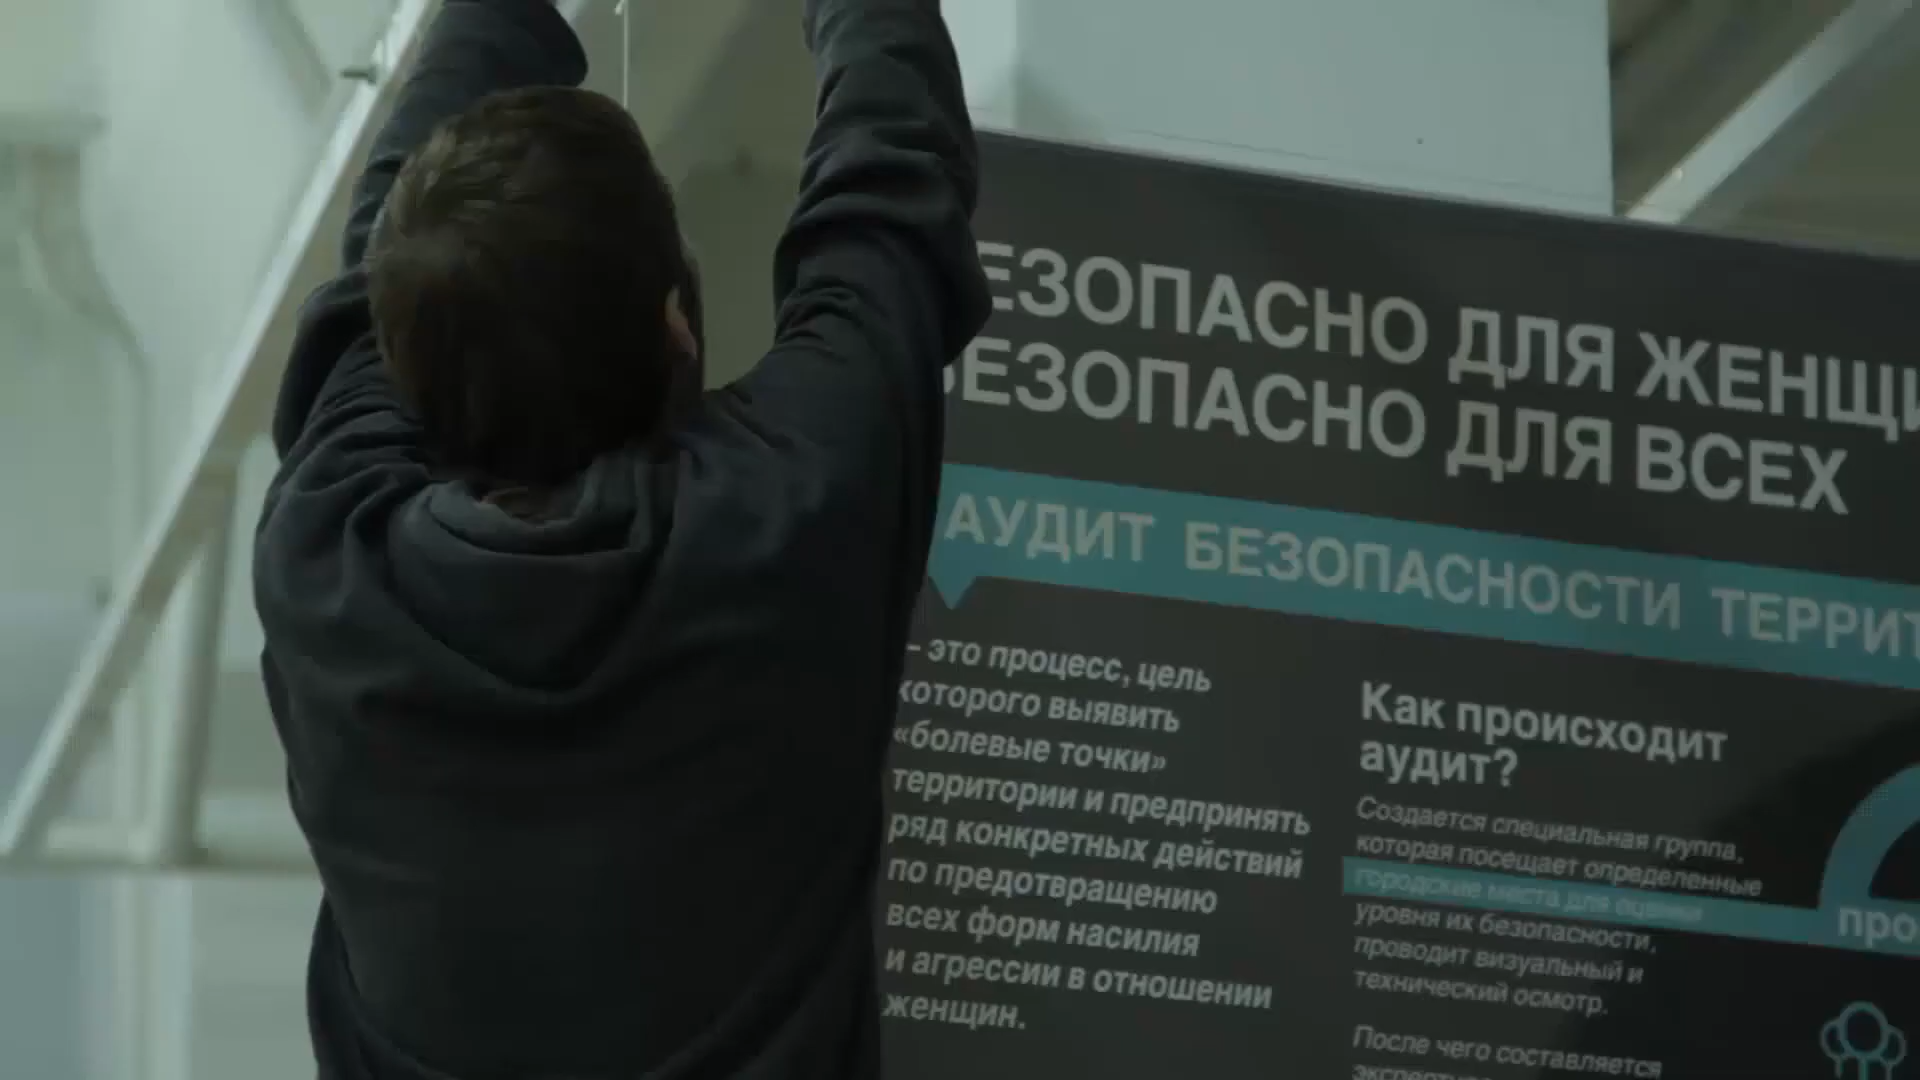 ЕЗОПАСНО ДЛЯ ЖЕНЩИ
БЕЗОПАСНО ДЛЯ ВСЕХ
АУДИТ БЕЗОПАСНОСТИ ТЕРРИТ
– это процесс, цель
которого выявить
«болевые точки»
территории и предпринять
ряд конкретных действий
по предотвращению
всех форм насилия
и агрессии в отношении
женщин.
Как происходит
аудит?
Создается специальная группа,
которая посещает определенные
городские места для оценки
уровня их безопасности,
проводит визуальный и
технический осмотр.
После чего составляется
про